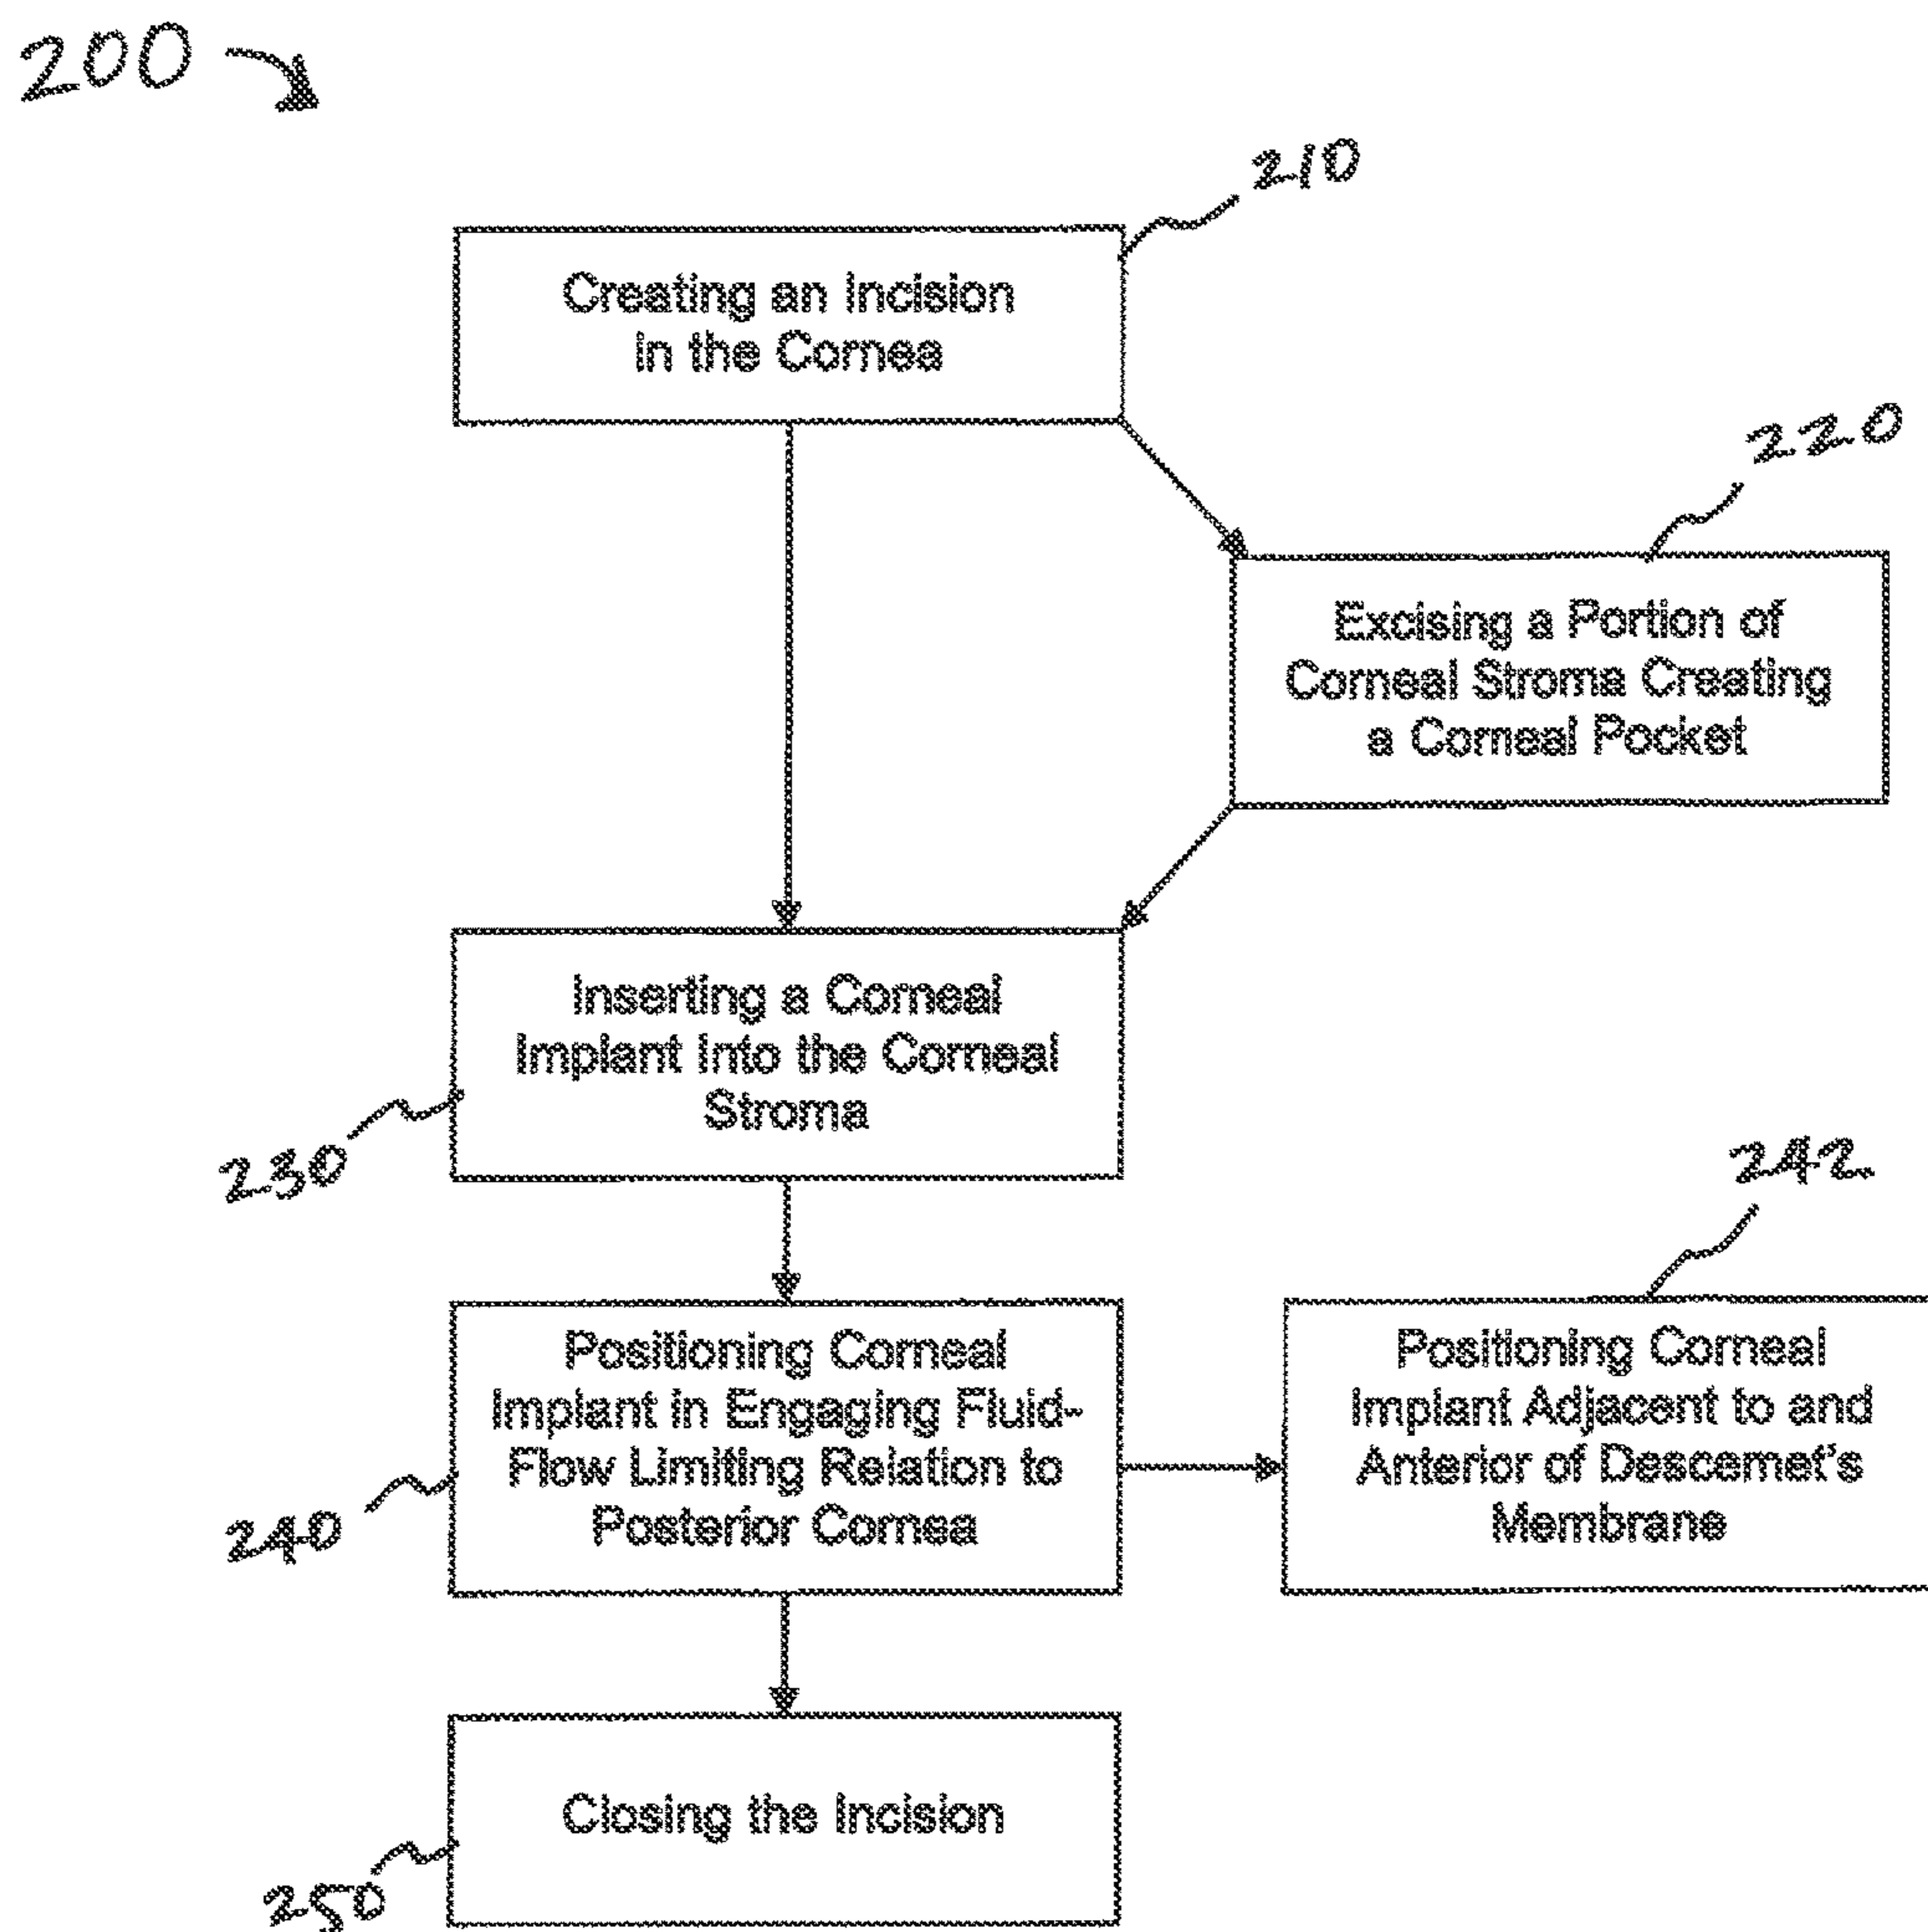 200
210
Creating an Incision
in the Cornea
220
Excising a Portion of
Corneal Stroma Creating
a Corneal Pocket
Inserting a Corneal
Implant Into the Corneal
Stroma
230
242
Positioning Corneal
Implant in Engaging Fluid-
Flow Limiting Relation to
Posterior Cornea
240
Positioning Corneal
Implant Adjacent to and
Anterior of Descemet's
Membrane
Closing the Incision
250